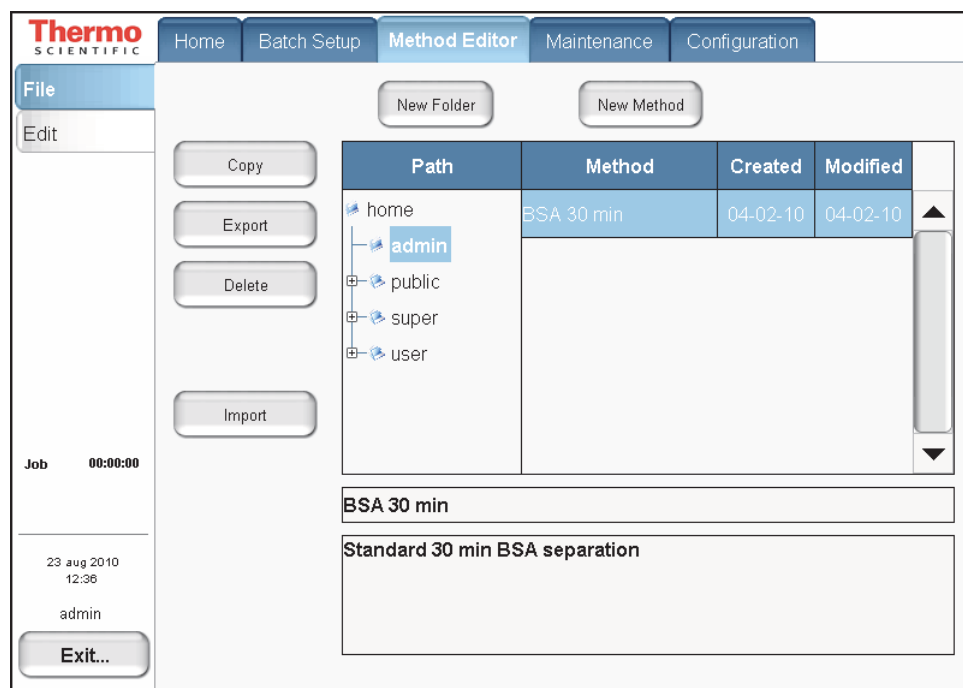 Thermo
SCIENTIFIC
Home
Batch Setup
Method Editor
Maintenance
Configuration
File
Edit
New Folder
New Method
Copy
Export
Delete
Import
Path
Method
Created
Modified
home
admin
public
super
user
BSA 30 min
04-02-10
04-02-10
BSA 30 min
Standard 30 min BSA separation
Job 00:00:00
23 aug 2010
12:36
admin
Exit...